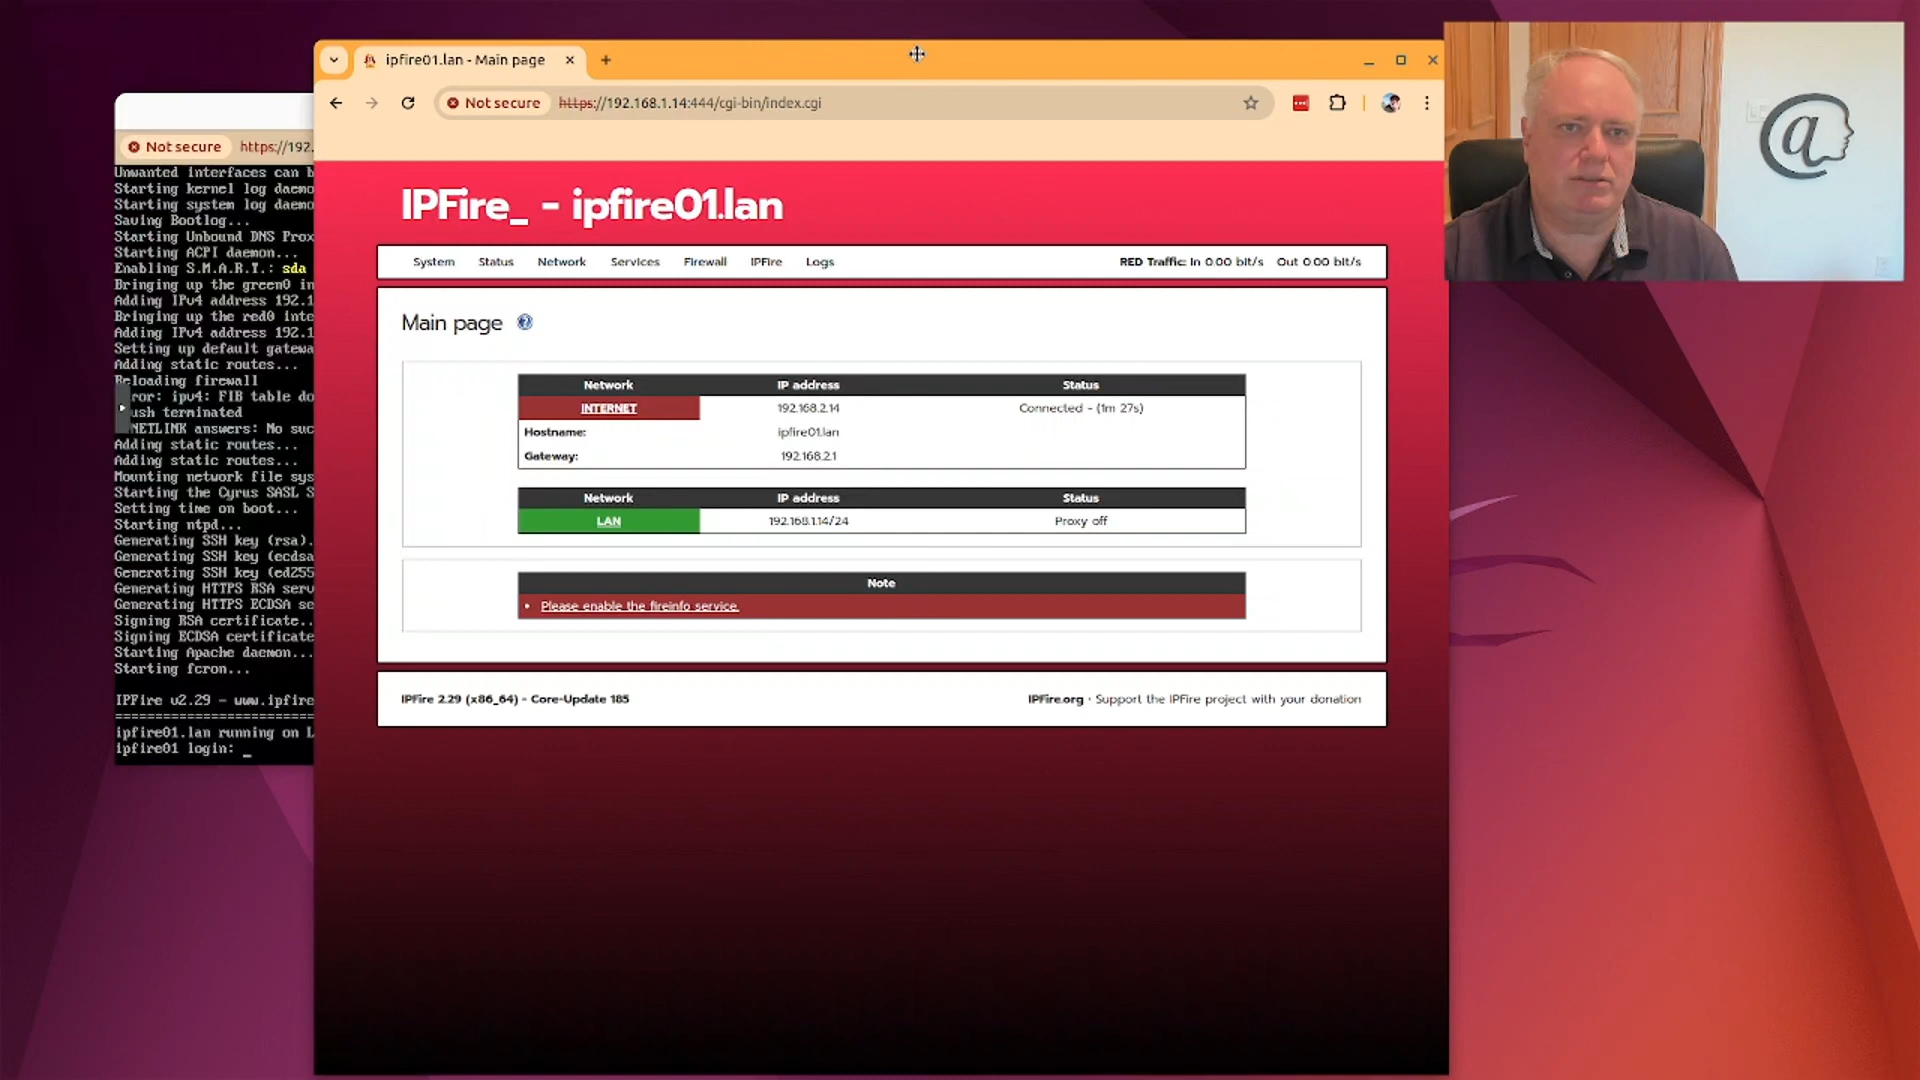 ipfire01.lan - Main page
Not secure https://192.168.1.14:444/cgi-bin/index.cgi
IPFire_ - ipfire01.lan
System Status Network Services Firewall IPFire Logs RED Traffic: In 0.00 bit/s Out 0.00 bit/s
Main page
Network IP address Status
INTERNET 192.168.2.14 Connected - (1m 27s)
Hostname: ipfire01.lan
Gateway: 192.168.2.1
Network IP address Status
LAN 192.168.1.14/24 Proxy off
Note
• Please enable the fireinfo service.
IPFire 2.29 (x86_64) - Core-Update 185 IPFire.org • Support the IPFire project with your donation
Not secure https://192.
Unwanted interfaces can b
Starting kernel log daemo
Starting system log daemo
Saving Bootlog...
Starting Unbound DNS Prox
Starting ACPI daemon...
Enabling S.M.A.R.T.: sda
Bringing up the green0 in
Adding IPv4 address 192.1
Bringing up the red0 inte
Adding IPv4 address 192.1
Setting up default gatewa
Adding static routes...
Reloading firewall
rror: ipv4: FIB table do
ush terminated
NETLINK answers: No suc
Adding static routes...
Adding static routes...
Mounting network file sys
Starting the Cyrus SASL S
Setting time on boot...
Starting ntpd...
Generating SSH key (rsa).
Generating SSH key (ecdsa
Generating SSH key (ed255
Generating HTTPS RSA serv
Generating HTTPS ECDSA se
Signing RSA certificate..
Signing ECDSA certificate
Starting Apache daemon...
Starting fcron...
IPFire v2.29 - www.ipfire
=========================
ipfire01.lan running on L
ipfire01 login: _
@